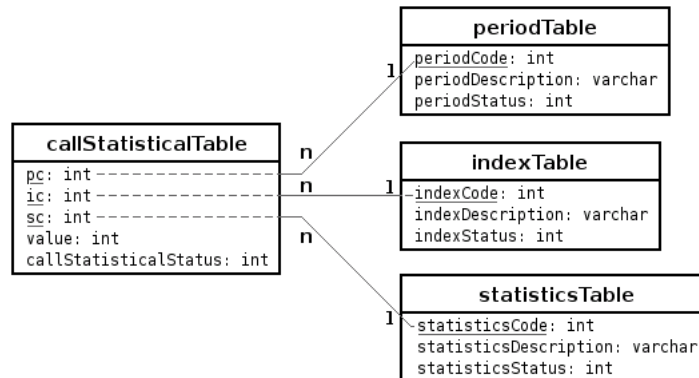 periodTable
periodCode: int
periodDescription: varchar
periodStatus: int
1
n
callStatisticalTable
pc: int
ic: int
sc: int
value: int
callStatisticalStatus: int
n
1
indexTable
indexCode: int
indexDescription: varchar
indexStatus: int
n
1
statisticsTable
statisticsCode: int
statisticsDescription: varchar
statisticsStatus: int